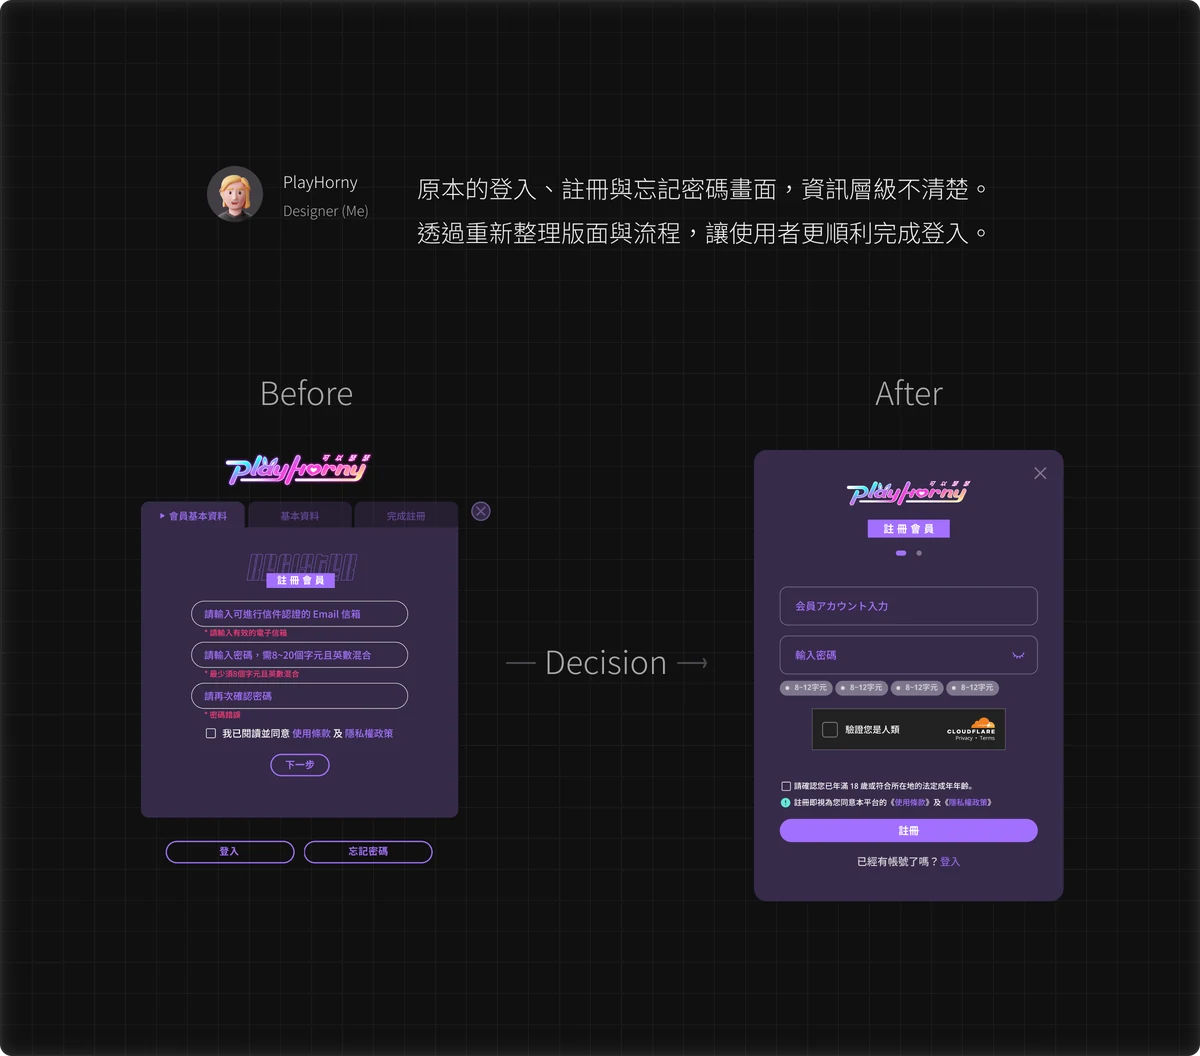 PlayHorny
Designer (Me)
原本的登入、註冊與忘記密碼畫面，資訊層級不清楚。
透過重新整理版面與流程，讓使用者更順利完成登入。
Before
After
可以瑟瑟
PlayHorny
會員基本資料
基本資料
完成註冊
REGISTER
註冊會員
請輸入可進行信件認證的 Email 信箱
* 請輸入有效的電子信箱
請輸入密碼，需8~20個字元且英數混合
* 最少須8個字元且英數混合
請再次確認密碼
* 密碼錯誤
我已閱讀並同意 使用條款 及 隱私權政策
下一步
登入
忘記密碼
Decision
可以瑟瑟
PlayHorny
註冊會員
会員アカウント入力
輸入密碼
8-12字元
8-12字元
8-12字元
8-12字元
驗證您是人類
CLOUDFLARE
Privacy • Terms
請確認您已年滿 18 歲或符合所在地的法定成年年齡。
註冊即視為您同意本平台的《使用條款》及《隱私權政策》
註冊
已經有帳號了嗎？登入